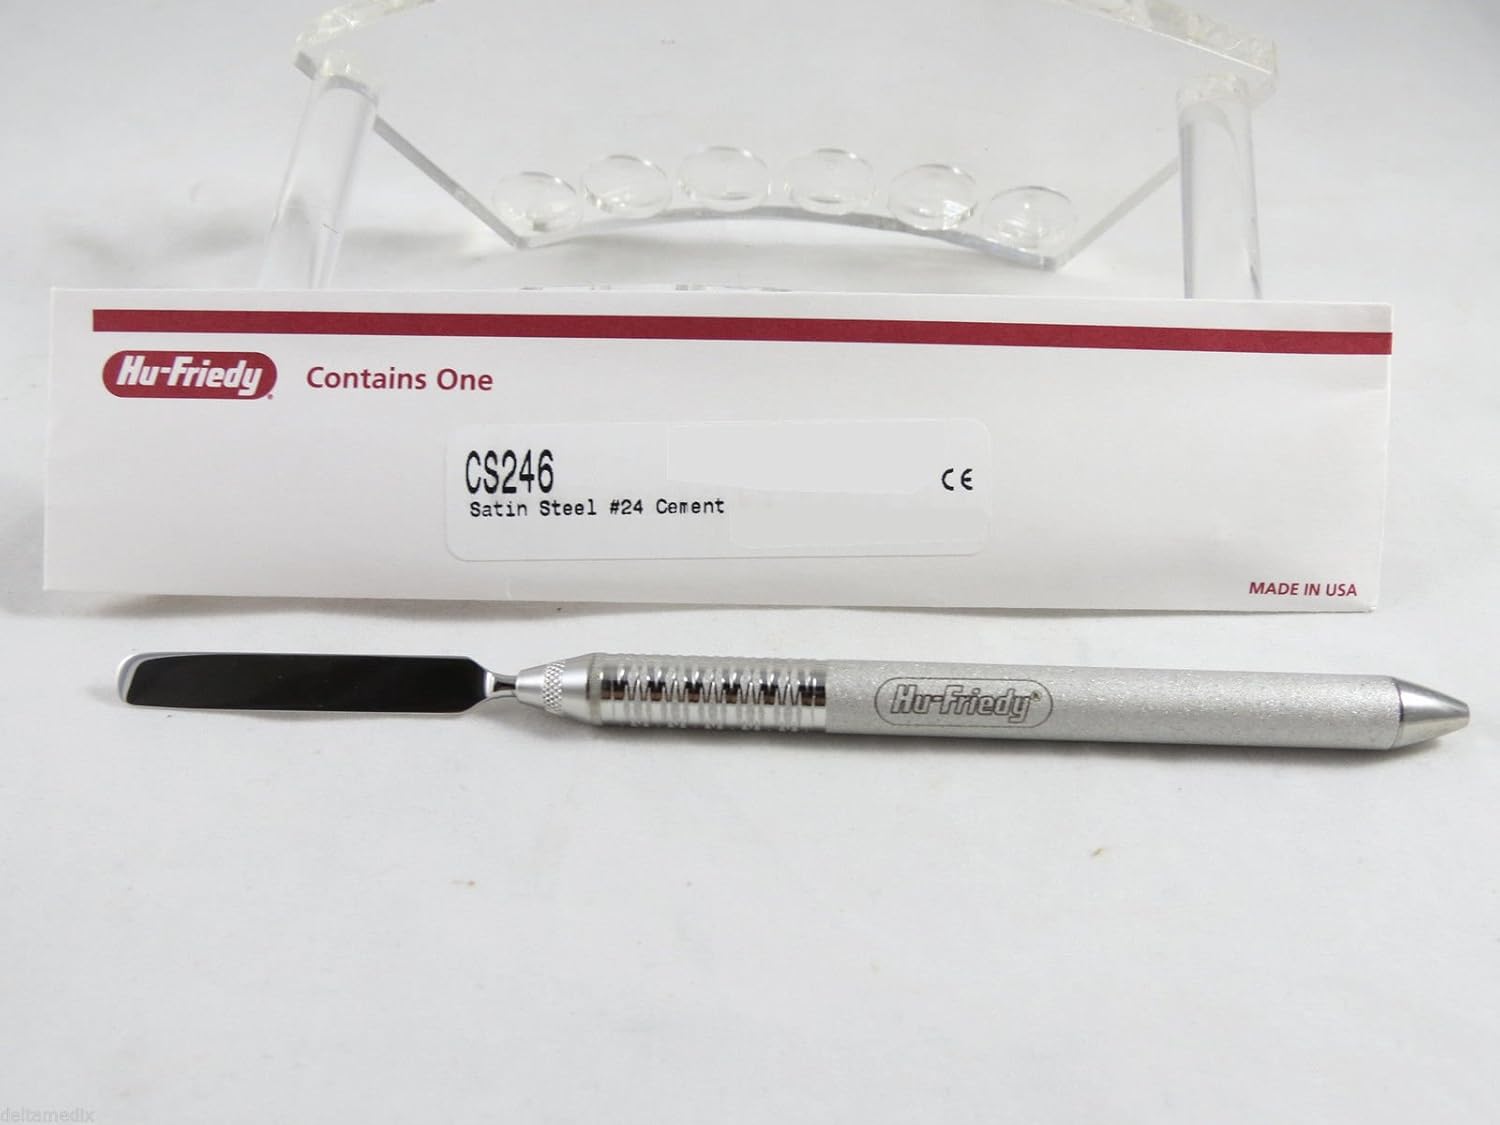 Hu-Friedy® Contains One
CS246
CE
Satin Steel #24 Cement
MADE IN USA
Hu-Friedy®
deltamedix